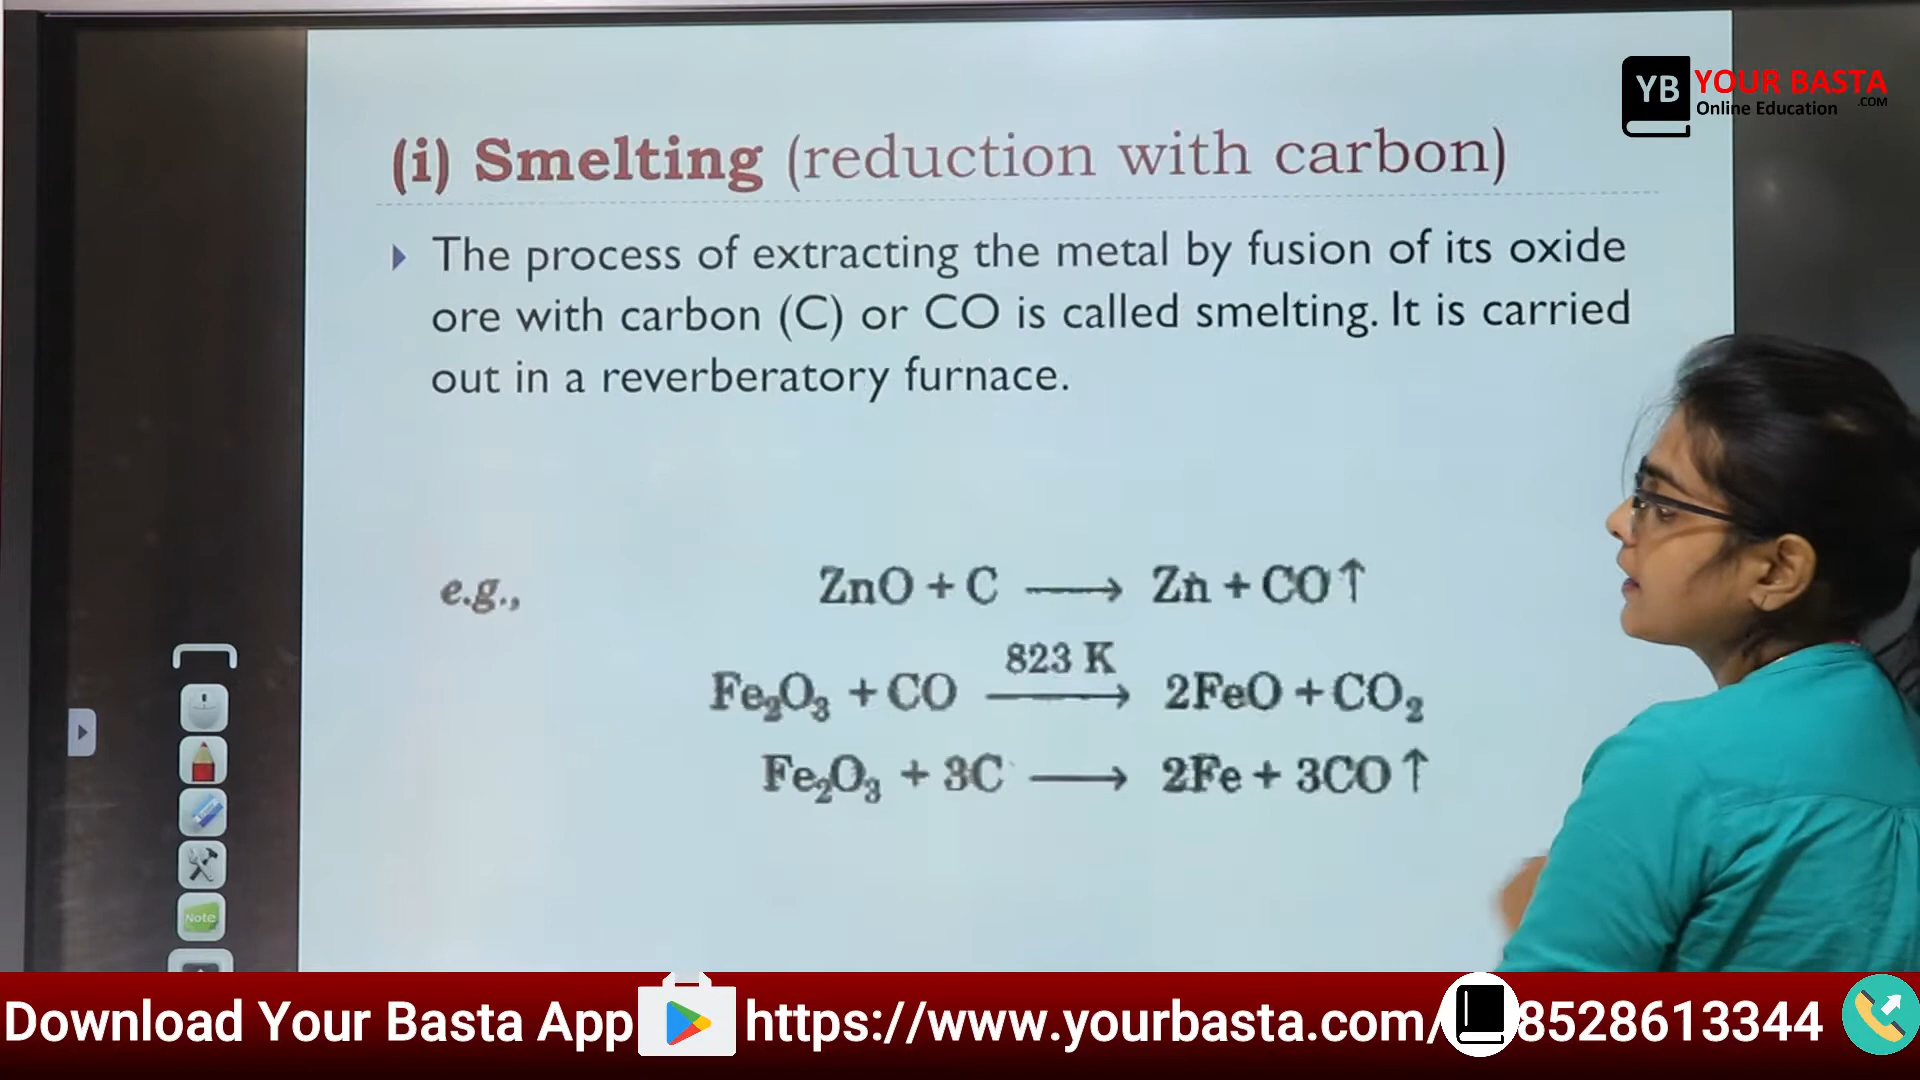 YB YOUR BASTA
.COM
Online Education
(i) Smelting (reduction with carbon)
The process of extracting the metal by fusion of its oxide
ore with carbon (C) or CO is called smelting. It is carried
out in a reverberatory furnace.
e.g.,
ZnO + C ⟶ Zn + CO↑
823 K
Fe₂O₃ + CO ⟶ 2FeO + CO₂
Fe₂O₃ + 3C ⟶ 2Fe + 3CO↑
Note
Download Your Basta App https://www.yourbasta.com/ 8528613344